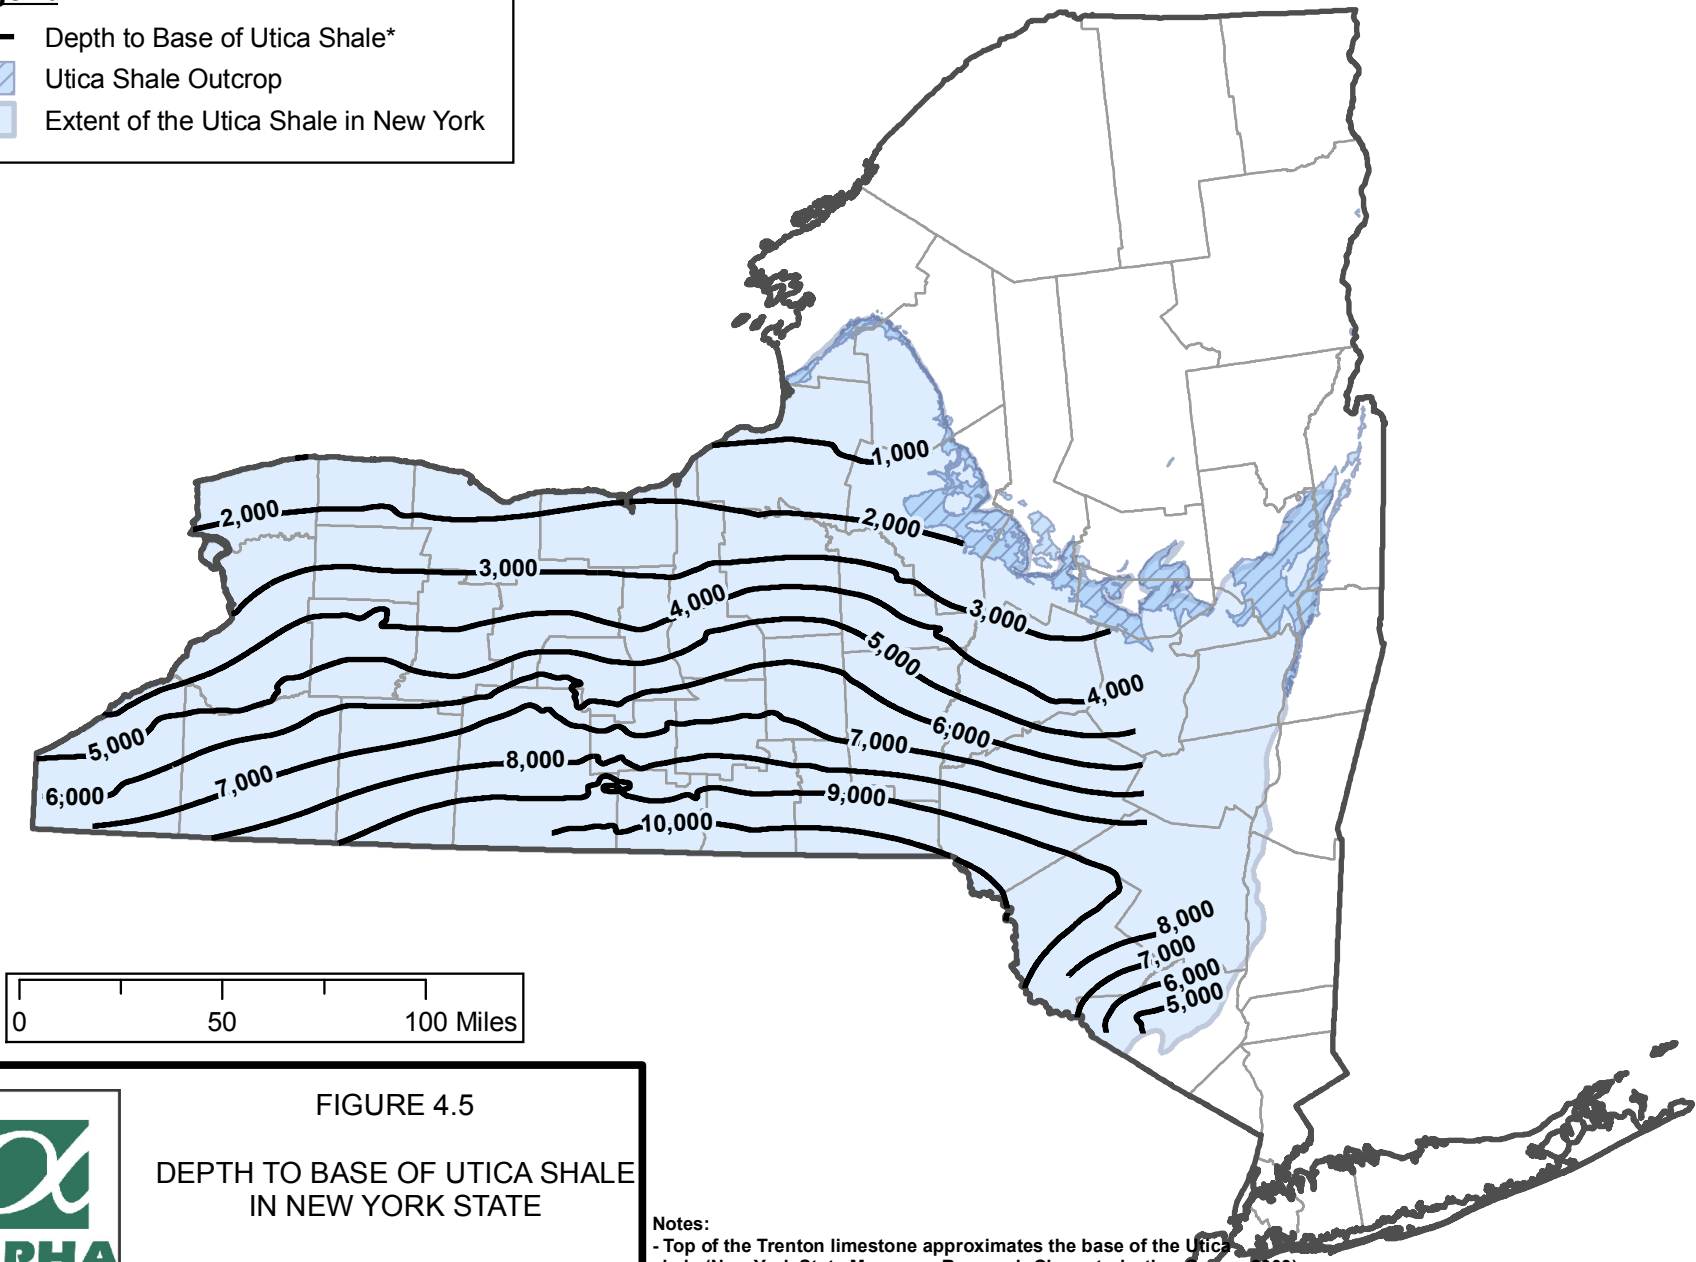 Depth to Base of Utica Shale*
Utica Shale Outcrop
Extent of the Utica Shale in New York
1,000
2,000
2,000
3,000
3,000
4,000
4,000
5,000
5,000
6,000
6,000
7,000
7,000
8,000
9,000
10,000
8,000
7,000
6,000
5,000
0 50 100 Miles
FIGURE 4.5
DEPTH TO BASE OF UTICA SHALE
IN NEW YORK STATE
Notes:
- Top of the Trenton limestone approximates the base of the Utica